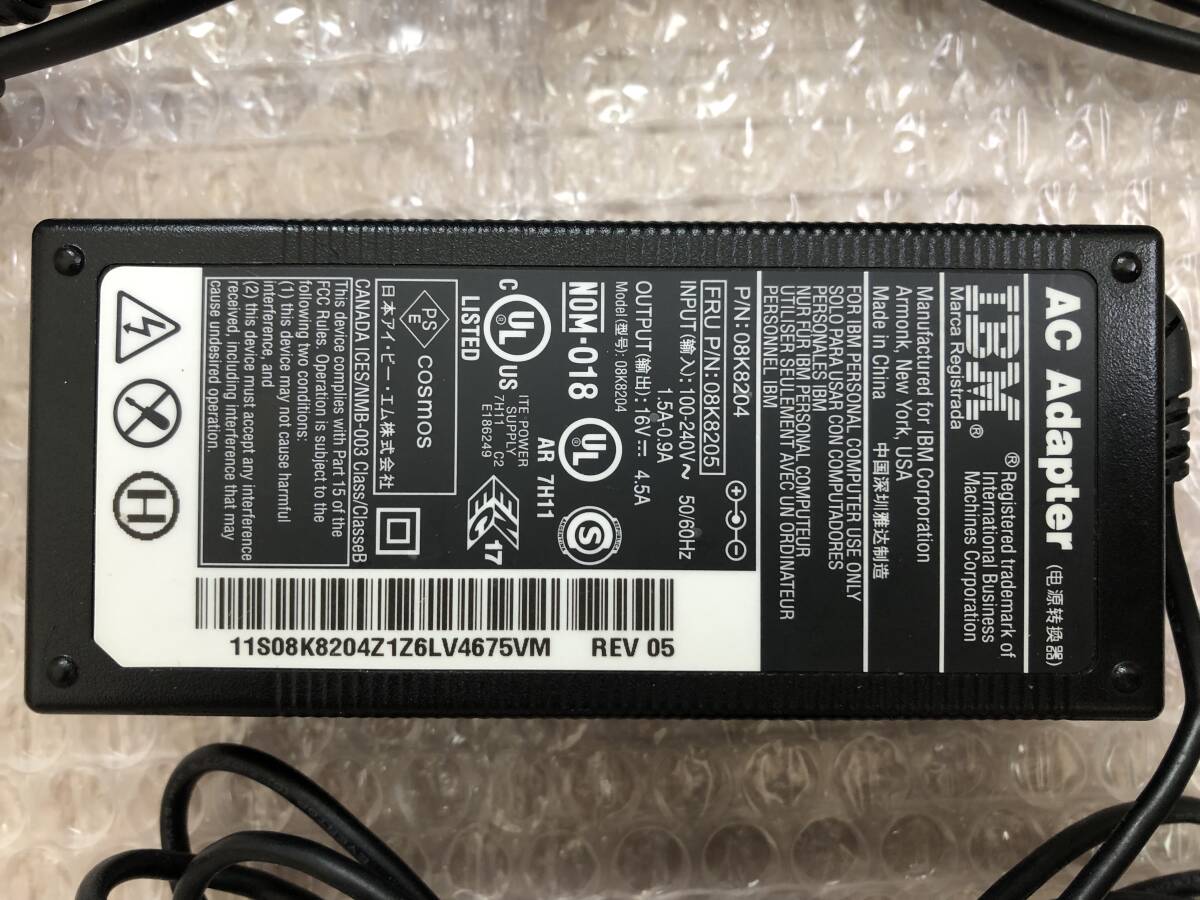 AC Adapter (电源转换器)
IBM®
Marca Registrada
®Registered trademark of
International Business
Machines Corporation
Manufactured for IBM Corporation
Armonk, New York, USA
Made in China 中国深圳雅达制造
FOR IBM PERSONAL COMPUTER USE ONLY
SOLO PARA USAR CON COMPUTADORES
PERSONALES IBM
NUR FÜR IBM PERSONAL COMPUTER
UTILISER SEULEMENT AVEC UN ORDINATEUR
PERSONNEL IBM
P/N:08K8204
FRU P/N:08K8205
INPUT(输入):100-240V~ 50/60Hz
1.5A-0.9A
OUTPUT(输出):16V⎓ 4.5A
Model(型号):08K8204
NOM-018
UL
AR 7H11
S
C UL US
LISTED
ITE POWER
SUPPLY
7H11 C2
E186249
17
PS
E
COSMOS
日本アイ・ビー・エム株式会社
CANADA ICES/NMB-003 Class/ClasseB
This device complies with Part 15 of the
FCC Rules. Operation is subject to the
following two conditions:
(1) this device may not cause harmful
interference, and
(2) this device must accept any interference
received, including interference that may
cause undesired operation.
H
11S08K8204Z1Z6LV4675VM REV 05